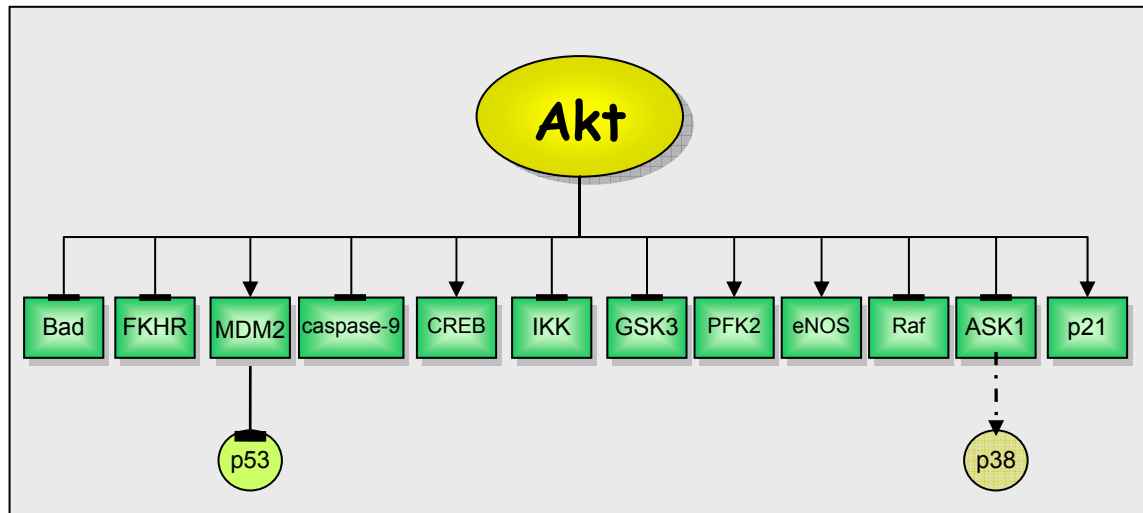 Akt
Bad
FKHR
MDM2
caspase-9
CREB
IKK
GSK3
PFK2
eNOS
Raf
ASK1
p21
p53
p38